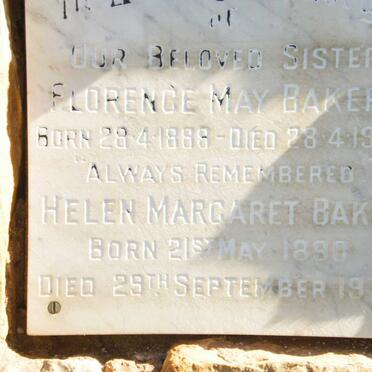 of
Our Beloved Sister
Florence May Baker
Born 28·4·1888 - Died 28·4·19
"Always Remembered
Helen Margaret Bak
Born 21st May 1890
Died 29th September 19